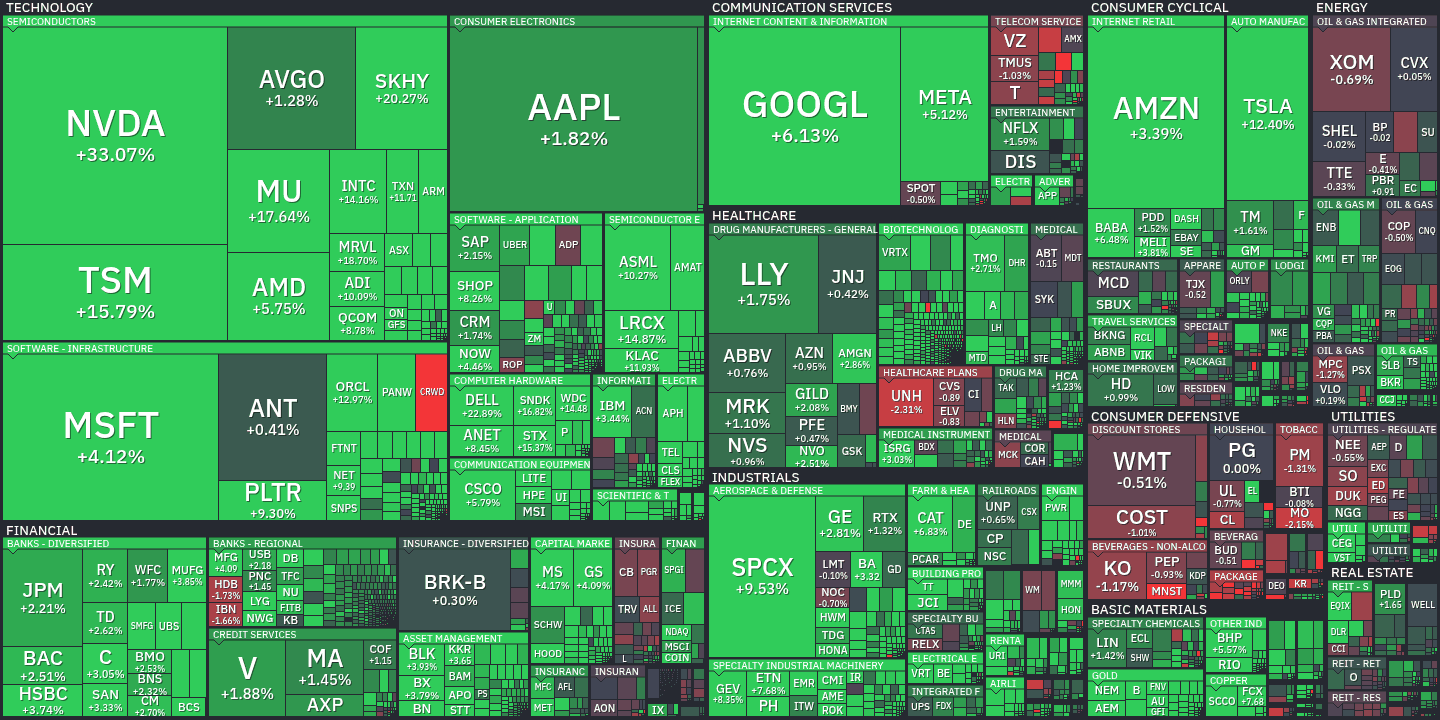 TECHNOLOGY
SEMICONDUCTORS
NVDA
+33.07%
TSM
+15.79%
AVGO
+1.28%
SKHY
+20.27%
MU
+17.64%
AMD
+5.75%
INTC
+14.16%
TXN
+11.71
ARM
MRVL
+18.70%
ASX
ADI
+10.09%
QCOM
+8.78%
ON
GFS
CONSUMER ELECTRONICS
AAPL
+1.82%
SOFTWARE - INFRASTRUCTURE
MSFT
+4.12%
ANT
+0.41%
PLTR
+9.30%
ORCL
+12.97%
PANW
CRWD
FTNT
NET
+9.39
SNPS
SOFTWARE - APPLICATION
SAP
+2.15%
UBER
ADP
SHOP
+8.26%
CRM
+1.74%
NOW
+4.46%
U
ZM
ROP
SEMICONDUCTOR E
ASML
+10.27%
AMAT
LRCX
+14.87%
KLAC
+11.93%
COMPUTER HARDWARE
DELL
+22.89%
SNDK
+16.82%
WDC
+14.48
ANET
+8.45%
STX
+15.37%
P
INFORMATI
IBM
+3.44%
ACN
ELECTR
APH
TEL
CLS
FLEX
COMMUNICATION EQUIPMEN
CSCO
+5.79%
LITE
HPE
MSI
UI
SCIENTIFIC & T
COMMUNICATION SERVICES
INTERNET CONTENT & INFORMATION
GOOGL
+6.13%
META
+5.12%
SPOT
-0.50%
TELECOM SERVICE
VZ
AMX
TMUS
-1.03%
T
ENTERTAINMENT
NFLX
+1.59%
DIS
ELECTR
ADVER
APP
CONSUMER CYCLICAL
INTERNET RETAIL
AMZN
+3.39%
BABA
+6.48%
PDD
+1.52%
DASH
MELI
+3.81%
EBAY
SE
AUTO MANUFAC
TSLA
+12.40%
TM
+1.61%
F
GM
RESTAURANTS
MCD
SBUX
APPARE
TJX
-0.52
AUTO P
ORLY
LODGI
TRAVEL SERVICES
BKNG
RCL
ABNB
VIK
SPECIALT
NKE
PACKAGI
HOME IMPROVEM
HD
+0.99%
LOW
RESIDEN
ENERGY
OIL & GAS INTEGRATED
XOM
-0.69%
CVX
+0.05%
SHEL
-0.02%
BP
-0.02
SU
TTE
-0.33%
E
-0.41%
PBR
+0.91
EC
OIL & GAS M
ENB
KMI
ET
TRP
VG
CQP
PBA
OIL & GAS
COP
-0.50%
CNQ
EOG
PR
OIL & GAS
MPC
-1.27%
PSX
VLO
+0.19%
OIL & GAS
SLB
TS
BKR
CCJ
HEALTHCARE
DRUG MANUFACTURERS - GENERAL
LLY
+1.75%
JNJ
+0.42%
ABBV
+0.76%
MRK
+1.10%
NVS
+0.96%
AZN
+0.95%
AMGN
+2.86%
GILD
+2.08%
BMY
PFE
+0.47%
NVO
+2.51%
GSK
BIOTECHNOLOG
VRTX
DIAGNOSTI
TMO
+2.71%
DHR
A
LH
MTD
MEDICAL
ABT
-0.15
MDT
SYK
STE
HEALTHCARE PLANS
UNH
-2.31%
CVS
-0.89
CI
ELV
-0.83
DRUG MA
TAK
HLN
HCA
+1.23%
MEDICAL INSTRUMENT
ISRG
+3.03%
BDX
MEDICAL
MCK
COR
CAH
INDUSTRIALS
AEROSPACE & DEFENSE
SPCX
+9.53%
GE
+2.81%
RTX
+1.32%
LMT
-0.10%
BA
+3.32
GD
NOC
-0.70%
HWM
TDG
HONA
SPECIALTY INDUSTRIAL MACHINERY
GEV
+8.35%
ETN
+7.68%
EMR
CMI
IR
AME
PH
ITW
ROK
FARM & HEA
CAT
+6.83%
DE
PCAR
RAILROADS
UNP
+0.65%
CSX
CP
NSC
ENGIN
PWR
BUILDING PRO
TT
JCI
WM
MMM
HON
SPECIALTY BU
CTAS
RELX
RENTA
URI
ELECTRICAL E
VRT
BE
INTEGRATED F
UPS
FDX
AIRLI
CONSUMER DEFENSIVE
DISCOUNT STORES
WMT
-0.51%
COST
-1.01%
HOUSEHOL
PG
0.00%
UL
-0.77%
EL
CL
TOBACC
PM
-1.31%
BTI
-0.08%
MO
-2.15%
BEVERAGES - NON-ALCO
KO
-1.17%
PEP
-0.93%
KDP
MNST
BEVERAG
BUD
-0.51
PACKAGE
DEO
KR
UTILITIES
UTILITIES - REGULATE
NEE
-0.55%
AEP
D
SO
EXC
DUK
ED
PEG
FE
NGG
ES
UTILI
CEG
VST
UTILITI
UTILITI
REAL ESTATE
REIT - S
EQIX
DLR
CCI
PLD
+1.65
WELL
REIT - RET
O
REIT - RES
BASIC MATERIALS
SPECIALTY CHEMICALS
LIN
+1.42%
ECL
SHW
OTHER IND
BHP
+5.57%
RIO
GOLD
NEM
B
FNV
AU
AEM
GFI
COPPER
SCCO
FCX
+7.68
FINANCIAL
BANKS - DIVERSIFIED
JPM
+2.21%
BAC
+2.51%
HSBC
+3.74%
RY
+2.42%
WFC
+1.77%
MUFG
+3.85%
TD
+2.62%
SMFG
UBS
C
+3.05%
BMO
+2.53%
BNS
+2.32%
SAN
+3.33%
CM
+2.70%
BCS
BANKS - REGIONAL
MFG
+4.09
USB
+2.18
DB
HDB
-1.73%
PNC
+1.45
TFC
LYG
NU
IBN
-1.66%
FITB
NWG
KB
CREDIT SERVICES
V
+1.88%
MA
+1.45%
COF
+1.15
AXP
INSURANCE - DIVERSIFIED
BRK-B
+0.30%
ASSET MANAGEMENT
BLK
+3.93%
KKR
+3.65
BX
+3.79%
BAM
APO
PS
BN
STT
CAPITAL MARKE
MS
+4.17%
GS
+4.09%
SCHW
HOOD
INSURA
CB
PGR
TRV
ALL
L
FINAN
SPGI
ICE
NDAQ
MSCI
COIN
INSURANC
MFC
AFL
MET
INSURAN
AON
IX